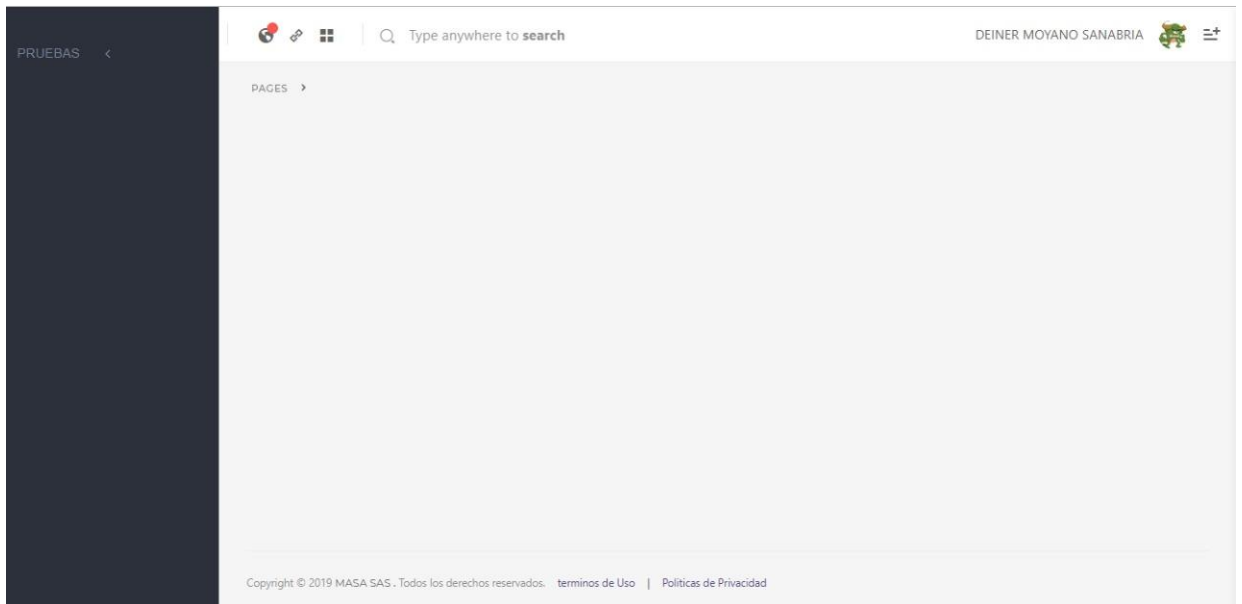 PRUEBAS
Type anywhere to search
DEINER MOYANO SANABRIA
PAGES
Copyright © 2019 MASA SAS . Todos los derechos reservados. terminos de Uso | Politicas de Privacidad